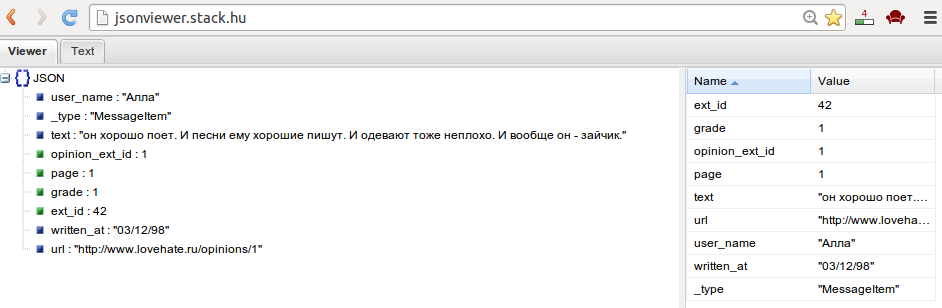 jsonviewer.stack.hu
4
Viewer Text
JSON
user_name : "Алла"
_type : "MessageItem"
text : "он хорошо поет. И песни ему хорошие пишут. И одевают тоже неплохо. И вообще он - зайчик."
opinion_ext_id : 1
page : 1
grade : 1
ext_id : 42
written_at : "03/12/98"
url : "http://www.lovehate.ru/opinions/1"
Name Value
ext_id 42
grade 1
opinion_ext_id 1
page 1
text "он хорошо поет....
url "http://www.loveha...
user_name "Алла"
written_at "03/12/98"
_type "MessageItem"